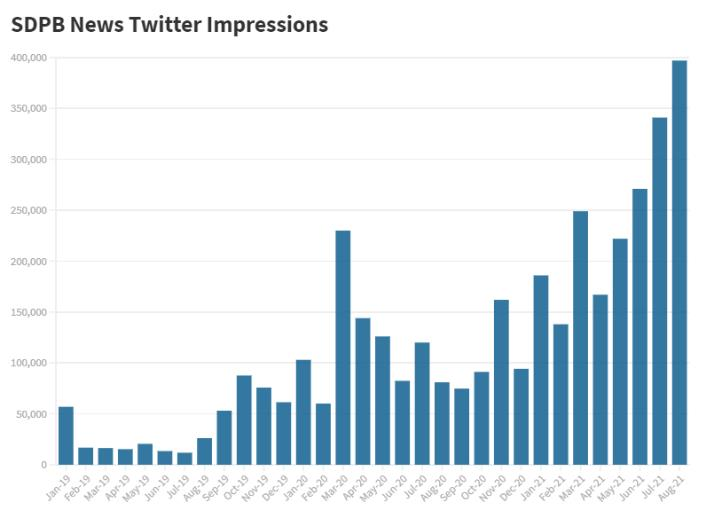 SDPB News Twitter Impressions
400,000
350,000
300,000
250,000
200,000
150,000
100,000
50,000
0
Jan-19
Feb-19
Mar-19
Apr-19
May-19
Jun-19
Jul-19
Aug-19
Sep-19
Oct-19
Nov-19
Dec-19
Jan-20
Feb-20
Mar-20
Apr-20
May-20
Jun-20
Jul-20
Aug-20
Sep-20
Oct-20
Nov-20
Dec-20
Jan-21
Feb-21
Mar-21
Apr-21
May-21
Jun-21
Jul-21
Aug-21